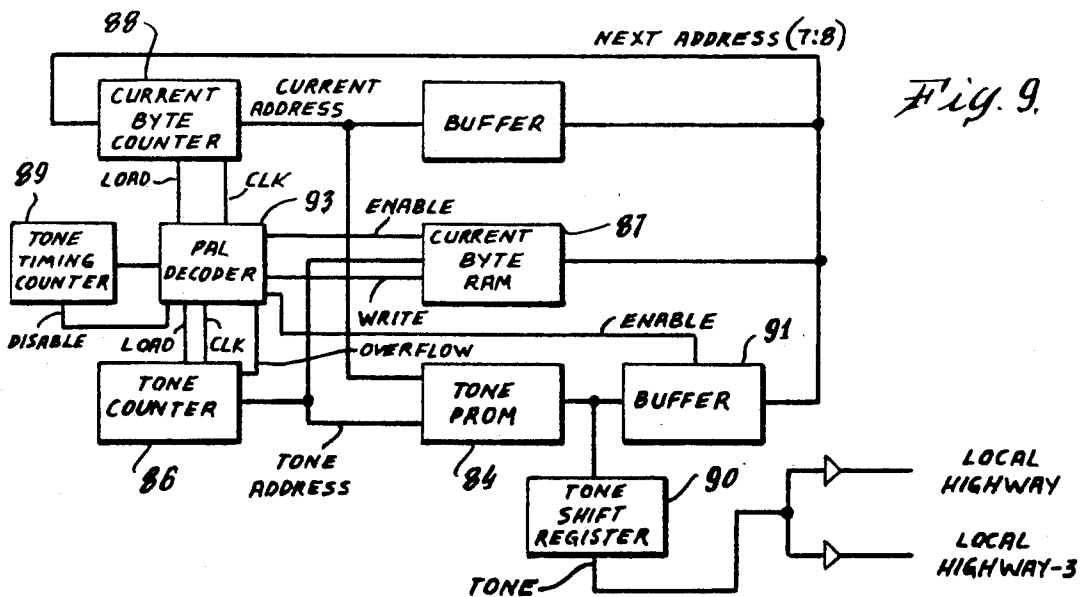 88
NEXT ADDRESS (7:8)
Fig. 9.
CURRENT
BYTE
COUNTER
CURRENT
ADDRESS
BUFFER
LOAD
CLK
89
93
ENABLE
87
TONE
TIMING
COUNTER
PAL
DECODER
CURRENT
BYTE
RAM
WRITE
DISABLE
LOAD
CLK
OVERFLOW
ENABLE
91
TONE
COUNTER
TONE
PROM
BUFFER
86
TONE
ADDRESS
84
TONE
SHIFT
REGISTER
90
LOCAL
HIGHWAY
TONE
LOCAL
HIGHWAY-3